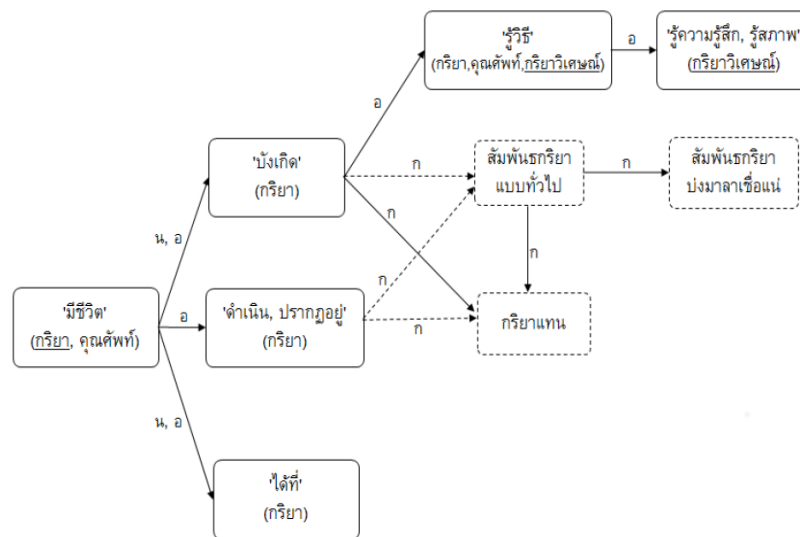 'รู้วิธี'
(กริยา,คุณศัพท์,กริยาวิเศษณ์)
อ
'รู้ความรู้สึก, รู้สภาพ'
(กริยาวิเศษณ์)
อ
'บังเกิด'
(กริยา)
ก
สัมพันธกริยา
แบบทั่วไป
ก
สัมพันธกริยา
บ่งมาลาเชื่อแน่
ก
น, อ
ก
ก
'มีชีวิต'
(กริยา, คุณศัพท์)
อ
'ดำเนิน, ปรากฏอยู่'
(กริยา)
ก
กริยาแทน
น, อ
'ได้ที่'
(กริยา)